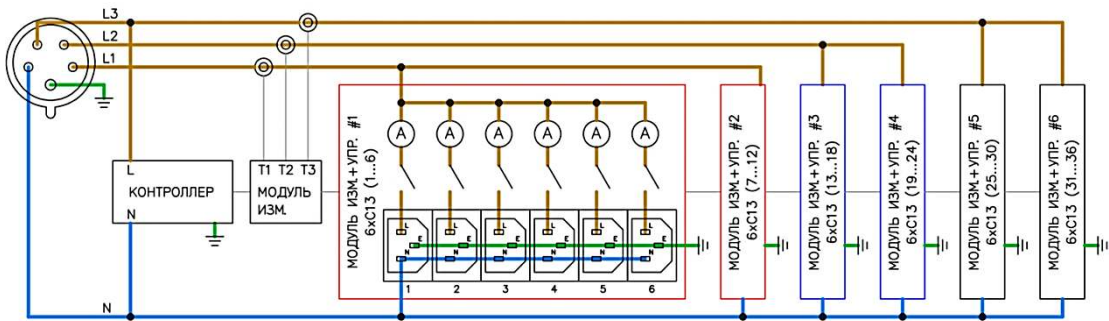 L3
L2
L1
L
КОНТРОЛЛЕР
N
T1 T2 T3
МОДУЛЬ
ИЗМ.
МОДУЛЬ ИЗМ.+УПР. #1
6xC13 (1...6)
A A A A A A
L L L L L L
E E E E E E
N N N N N N
1 2 3 4 5 6
МОДУЛЬ ИЗМ.+УПР. #2
6xC13 (7...12)
МОДУЛЬ ИЗМ.+УПР. #3
6xC13 (13...18)
МОДУЛЬ ИЗМ.+УПР. #4
6xC13 (19...24)
МОДУЛЬ ИЗМ.+УПР. #5
6xC13 (25...30)
МОДУЛЬ ИЗМ.+УПР. #6
6xC13 (31...36)
N